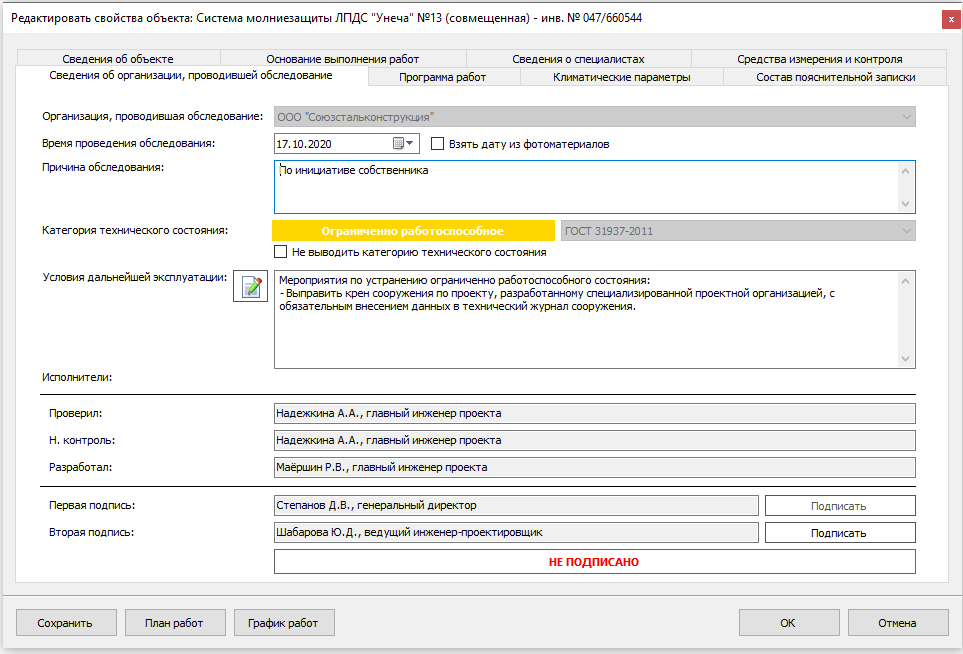 Редактировать свойства объекта: Система молниезащиты ЛПДС "Унеча" №13 (совмещенная) - инв. № 047/660544
x
Сведения об объекте
Основание выполнения работ
Сведения о специалистах
Средства измерения и контроля
Сведения об организации, проводившей обследование
Программа работ
Климатические параметры
Состав пояснительной записки
Организация, проводившая обследование:
ООО "Союзстальконструкция"
Время проведения обследования:
17.10.2020
Взять дату из фотоматериалов
Причина обследования:
По инициативе собственника
Категория технического состояния:
Ограниченно работоспособное
ГОСТ 31937-2011
Не выводить категорию технического состояния
Условия дальнейшей эксплуатации:
Мероприятия по устранению ограниченно работоспособного состояния:
- Выправить крен сооружения по проекту, разработанному специализированной проектной организацией, с
обязательным внесением данных в технический журнал сооружения.
Исполнители:
Проверил:
Надежкина А.А., главный инженер проекта
Н. контроль:
Надежкина А.А., главный инженер проекта
Разработал:
Маёршин Р.В., главный инженер проекта
Первая подпись:
Степанов Д.В., генеральный директор
Подписать
Вторая подпись:
Шабарова Ю.Д., ведущий инженер-проектировщик
Подписать
НЕ ПОДПИСАНО
Сохранить
План работ
График работ
ОК
Отмена